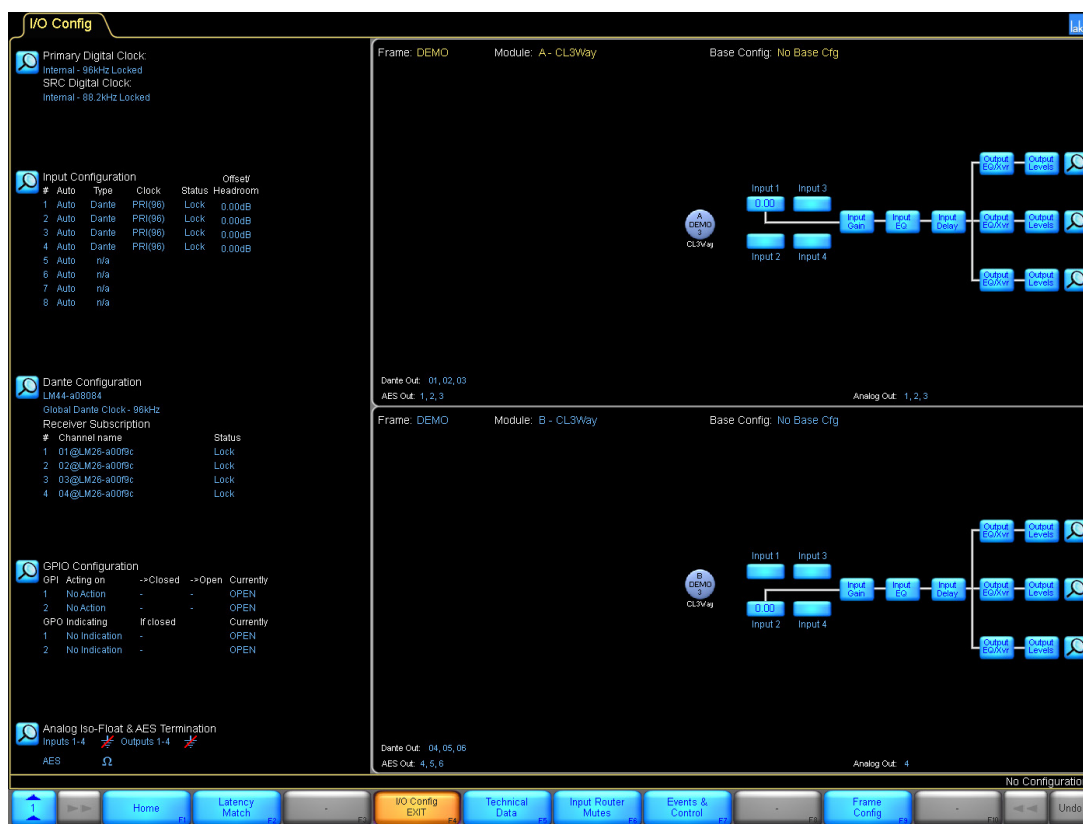 I/O Config
lak
Primary Digital Clock:
Internal - 96kHz Locked
SRC Digital Clock:
Internal - 88.2kHz Locked
Input Configuration
Offset/
# Auto Type Clock Status Headroom
1 Auto Dante PRI(96) Lock 0.00dB
2 Auto Dante PRI(96) Lock 0.00dB
3 Auto Dante PRI(96) Lock 0.00dB
4 Auto Dante PRI(96) Lock 0.00dB
5 Auto n/a
6 Auto n/a
7 Auto n/a
8 Auto n/a
Dante Configuration
LM44-a08084
Global Dante Clock - 96kHz
Receiver Subscription
# Channel name Status
1 01@LM26-a00f9c Lock
2 02@LM26-a00f9c Lock
3 03@LM26-a00f9c Lock
4 04@LM26-a00f9c Lock
GPIO Configuration
GPI Acting on ->Closed ->Open Currently
1 No Action - - OPEN
2 No Action - - OPEN
GPO Indicating If closed Currently
1 No Indication - OPEN
2 No Indication - OPEN
Analog Iso-Float & AES Termination
Inputs 1-4 Outputs 1-4
AES Ω
Frame: DEMO Module: A - CL3Way Base Config: No Base Cfg
Input 1 Input 3
0.00
Input 2 Input 4
A
DEMO
3
CL3Way
Input Gain
Input EQ
Input Delay
Output EQ/Xvr
Output Levels
Output EQ/Xvr
Output Levels
Output EQ/Xvr
Output Levels
Dante Out: 01, 02, 03
AES Out: 1, 2, 3 Analog Out: 1, 2, 3
Frame: DEMO Module: B - CL3Way Base Config: No Base Cfg
Input 1 Input 3
0.00
Input 2 Input 4
B
DEMO
3
CL3Way
Input Gain
Input EQ
Input Delay
Output EQ/Xvr
Output Levels
Output EQ/Xvr
Output Levels
Output EQ/Xvr
Output Levels
Dante Out: 04, 05, 06
AES Out: 4, 5, 6 Analog Out: 4
No Configuratio
1
Home F1
Latency Match F2
- F3
I/O Config EXIT F4
Technical Data F5
Input Router Mutes F6
Events & Control F7
- F8
Frame Config F9
- F10
Undo